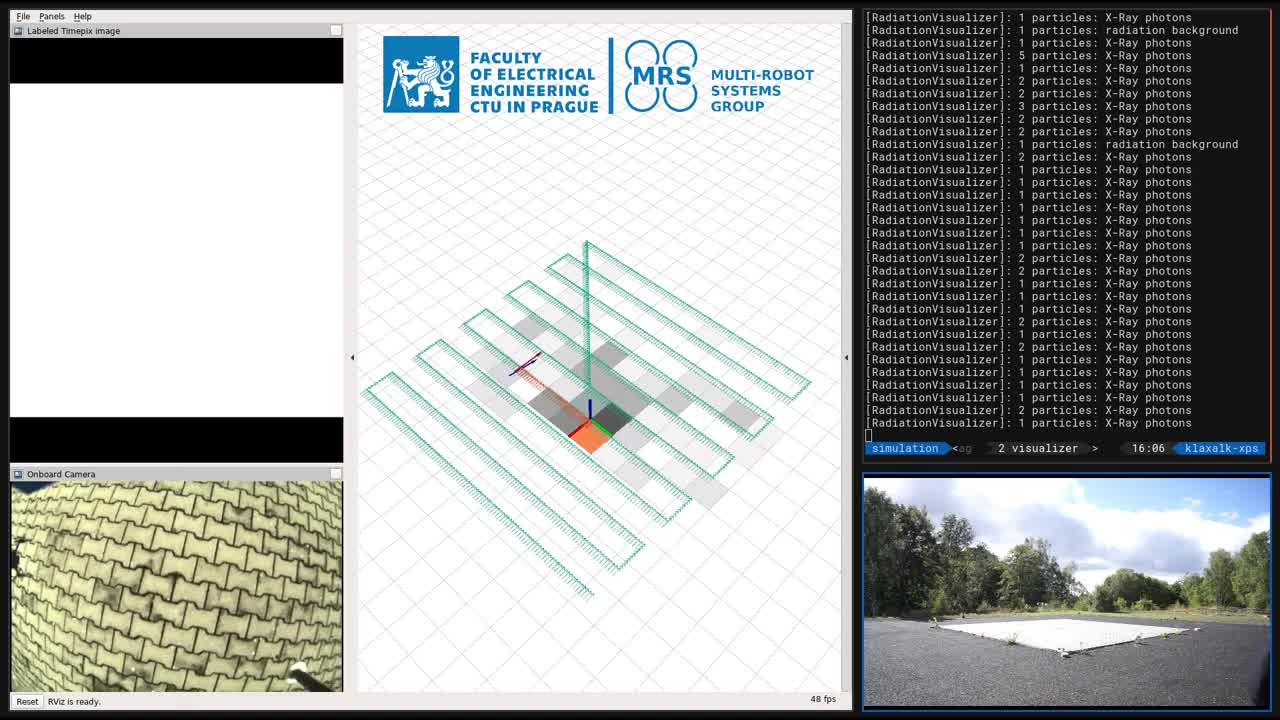 File Panels Help
Labeled Timepix image
FACULTY
OF ELECTRICAL
ENGINEERING
CTU IN PRAGUE
MRS
MULTI-ROBOT
SYSTEMS
GROUP
Onboard Camera
Reset RViz is ready.
48 fps
[RadiationVisualizer]: 1 particles: X-Ray photons
[RadiationVisualizer]: 1 particles: radiation background
[RadiationVisualizer]: 1 particles: X-Ray photons
[RadiationVisualizer]: 5 particles: X-Ray photons
[RadiationVisualizer]: 1 particles: X-Ray photons
[RadiationVisualizer]: 2 particles: X-Ray photons
[RadiationVisualizer]: 2 particles: X-Ray photons
[RadiationVisualizer]: 3 particles: X-Ray photons
[RadiationVisualizer]: 2 particles: X-Ray photons
[RadiationVisualizer]: 2 particles: X-Ray photons
[RadiationVisualizer]: 1 particles: radiation background
[RadiationVisualizer]: 2 particles: X-Ray photons
[RadiationVisualizer]: 1 particles: X-Ray photons
[RadiationVisualizer]: 1 particles: X-Ray photons
[RadiationVisualizer]: 1 particles: X-Ray photons
[RadiationVisualizer]: 1 particles: X-Ray photons
[RadiationVisualizer]: 1 particles: X-Ray photons
[RadiationVisualizer]: 1 particles: X-Ray photons
[RadiationVisualizer]: 1 particles: X-Ray photons
[RadiationVisualizer]: 2 particles: X-Ray photons
[RadiationVisualizer]: 2 particles: X-Ray photons
[RadiationVisualizer]: 1 particles: X-Ray photons
[RadiationVisualizer]: 1 particles: X-Ray photons
[RadiationVisualizer]: 1 particles: X-Ray photons
[RadiationVisualizer]: 2 particles: X-Ray photons
[RadiationVisualizer]: 1 particles: X-Ray photons
[RadiationVisualizer]: 2 particles: X-Ray photons
[RadiationVisualizer]: 1 particles: X-Ray photons
[RadiationVisualizer]: 1 particles: X-Ray photons
[RadiationVisualizer]: 1 particles: X-Ray photons
[RadiationVisualizer]: 1 particles: X-Ray photons
[RadiationVisualizer]: 2 particles: X-Ray photons
[RadiationVisualizer]: 1 particles: X-Ray photons
simulation <ag 2 visualizer > 16:06 klaxalk-xps